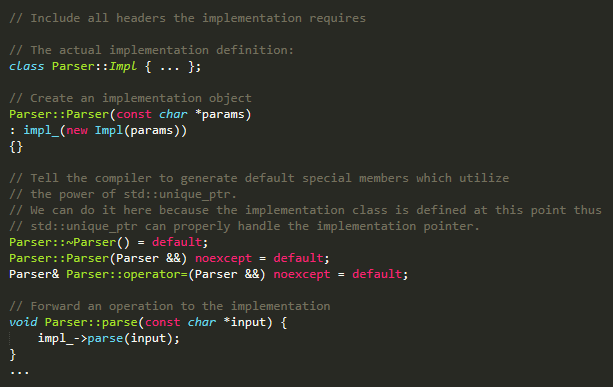 // Include all headers the implementation requires
// The actual implementation definition:
class Parser::Impl { ... };
// Create an implementation object
Parser::Parser(const char *params)
: impl_(new Impl(params))
{}
// Tell the compiler to generate default special members which utilize
// the power of std::unique_ptr.
// We can do it here because the implementation class is defined at this point thus
// std::unique_ptr can properly handle the implementation pointer.
Parser::~Parser() = default;
Parser::Parser(Parser &&) noexcept = default;
Parser& Parser::operator=(Parser &&) noexcept = default;
// Forward an operation to the implementation
void Parser::parse(const char *input) {
    impl_->parse(input);
}
...